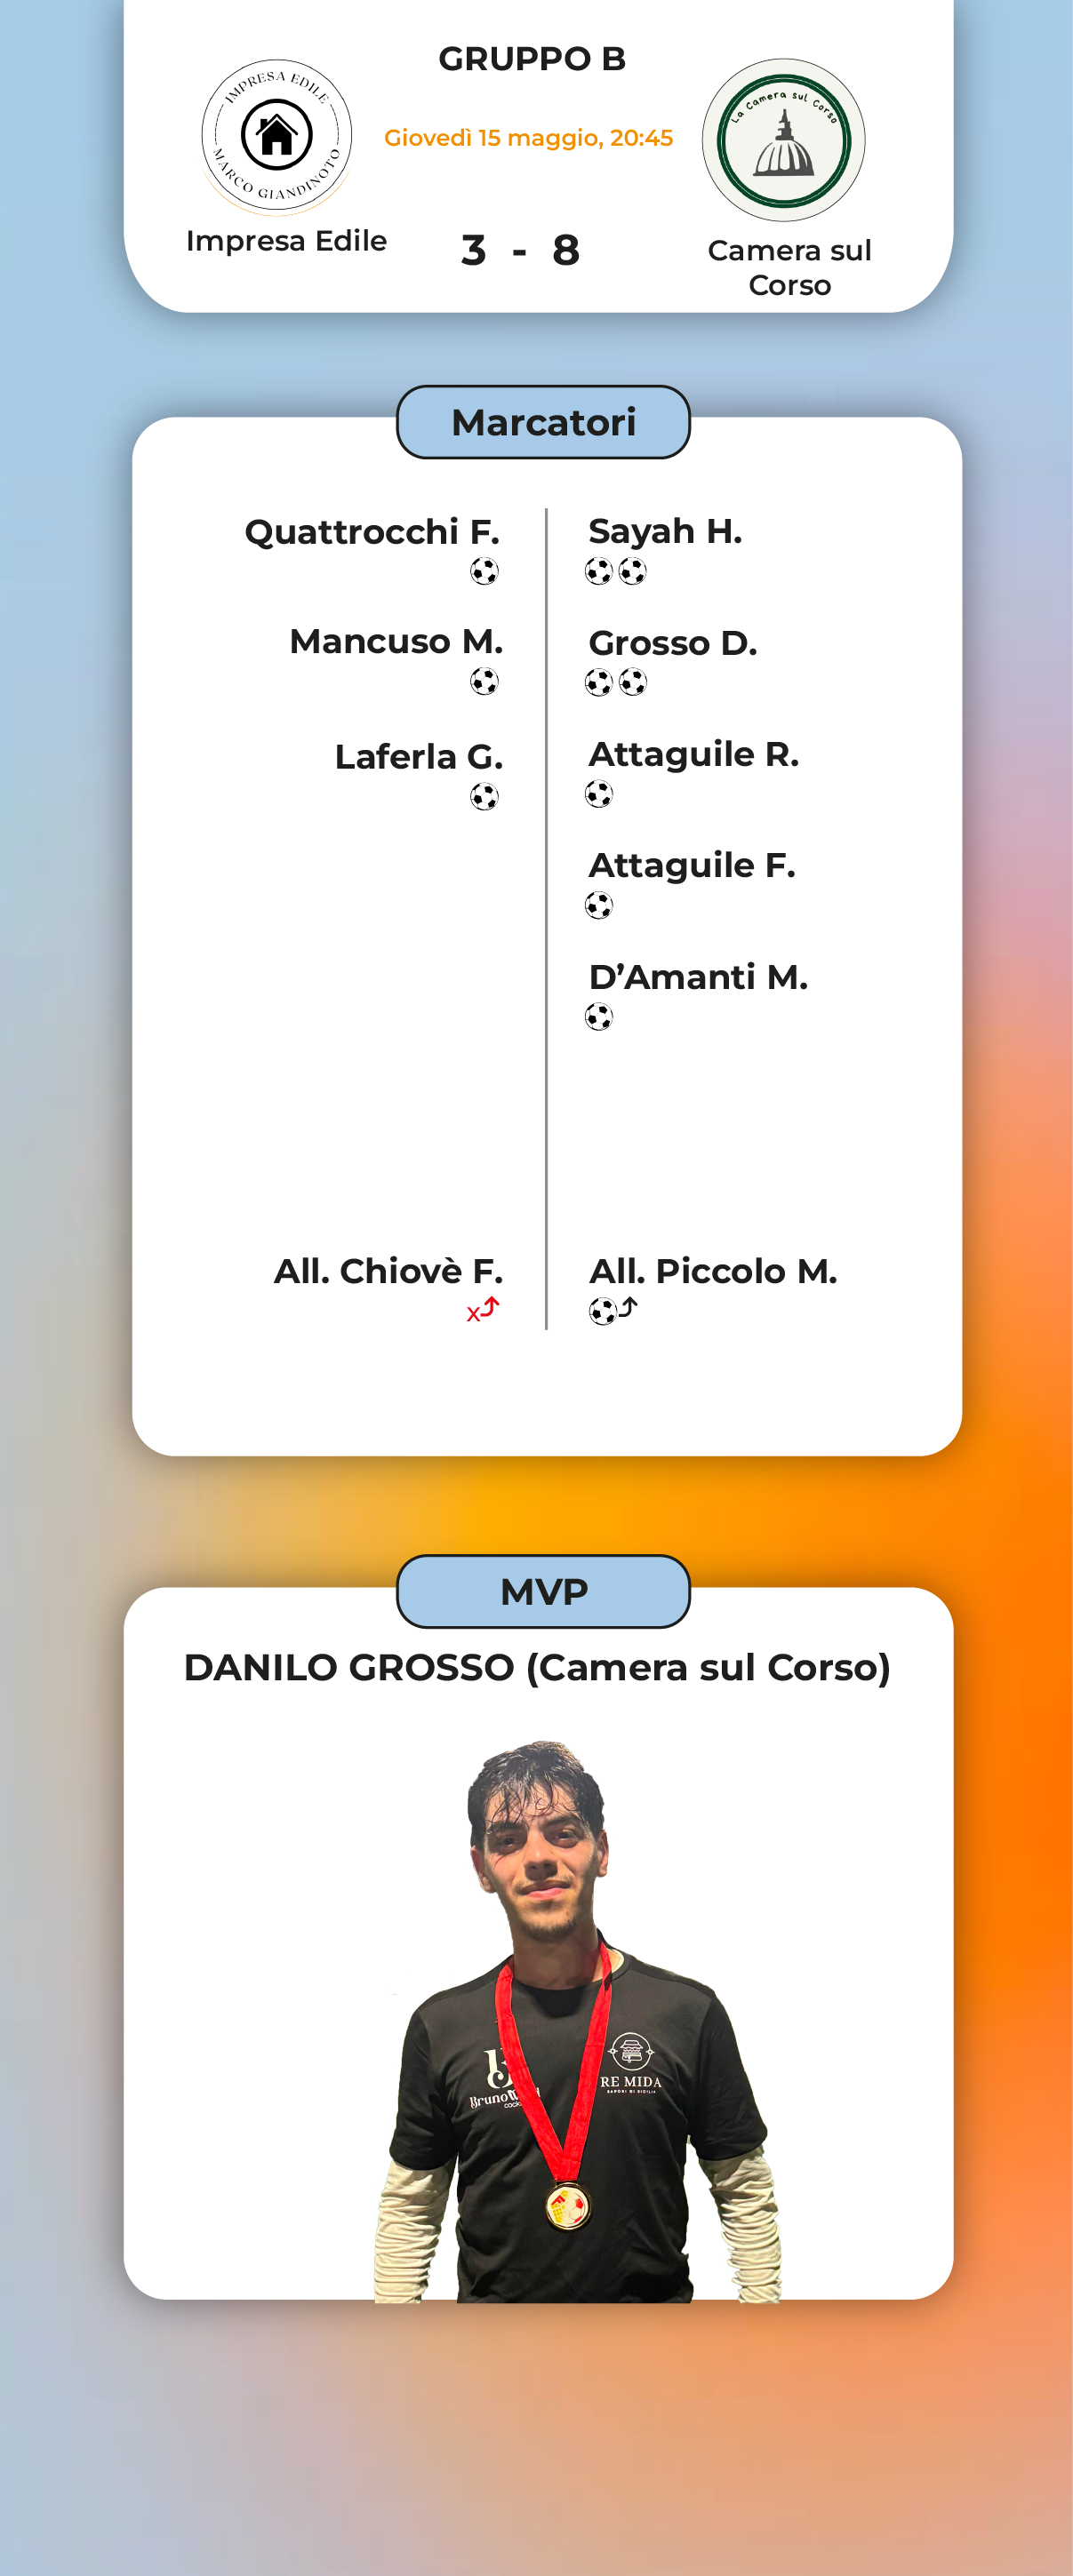 GRUPPO B
IMPRESA EDILE
MARCO GIANDINOTO
La Camera sul Corso
Giovedì 15 maggio, 20:45
Impresa Edile
3 - 8
Camera sul
Corso
Marcatori
Quattrocchi F.
Sayah H.
Mancuso M.
Grosso D.
Laferla G.
Attaguile R.
Attaguile F.
D’Amanti M.
All. Chiovè F.
All. Piccolo M.
x
MVP
DANILO GROSSO (Camera sul Corso)
RE MIDA
SAPORI DI SICILIA